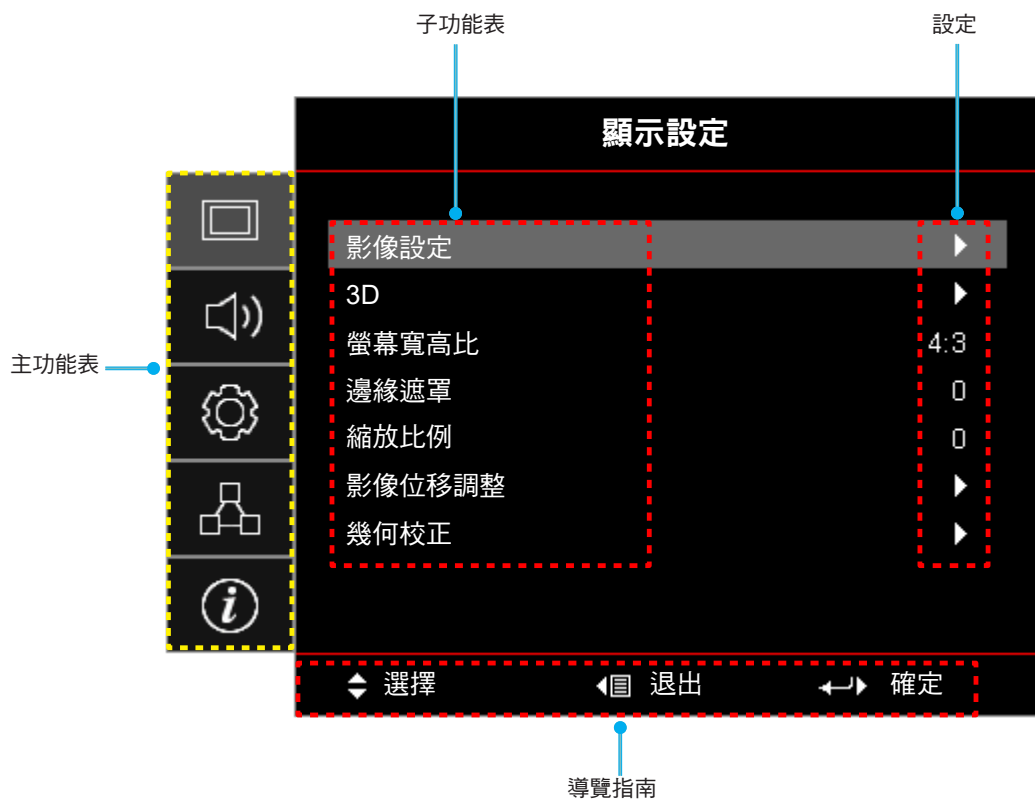 子功能表 設定
顯示設定
影像設定
3D
螢幕寬高比 4:3
主功能表
邊緣遮罩 0
縮放比例 0
影像位移調整
幾何校正
i
選擇 退出 確定
導覽指南